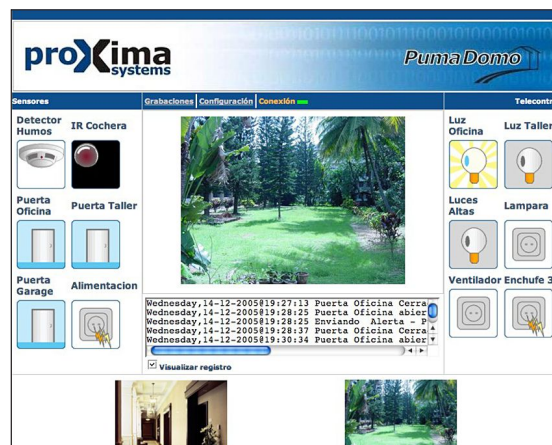 proXima
systems
PumaDomo
Sensores
Grabaciones Configuración Conexión
Telecontr
Detector Humos
IR Cochera
Puerta Oficina
Puerta Taller
Puerta Garage
Alimentacion
Luz Oficina
Luz Taller
Luces Altas
Lampara
Ventilador
Enchufe 3
Wednesday,14-12-2005@19:27:13 Puerta Oficina Cerra
Wednesday,14-12-2005@19:28:25 Puerta Oficina abier
Wednesday,14-12-2005@19:28:25 Enviando Alerta - P
Wednesday,14-12-2005@19:28:37 Puerta Oficina Cerra
Wednesday,14-12-2005@19:30:34 Puerta Oficina abier
Visualizar registro